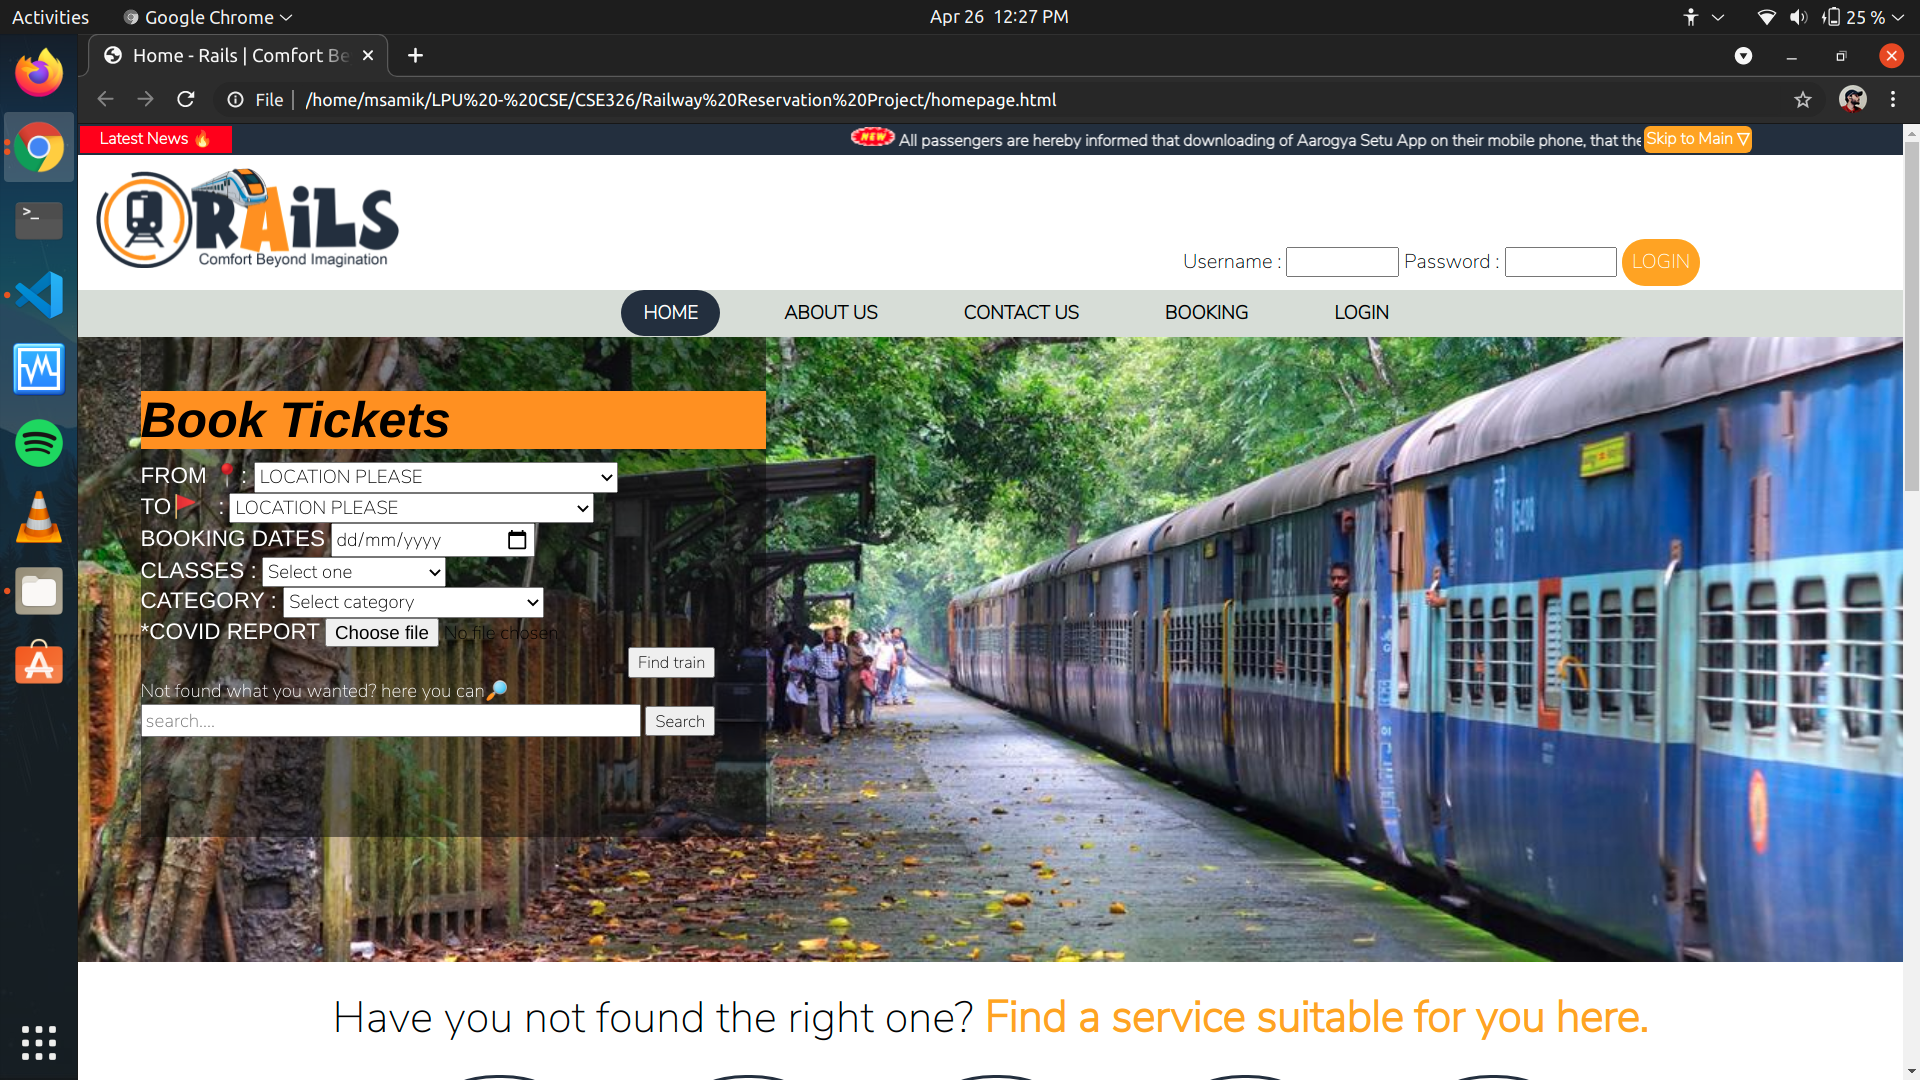 Activities
Google Chrome
Apr 26 12:27 PM
25 %
Home - Rails | Comfort Be
File | /home/msamik/LPU%20-%20CSE/CSE326/Railway%20Reservation%20Project/homepage.html
Latest News 🔥
NEW All passengers are hereby informed that downloading of Aarogya Setu App on their mobile phone, that the
Skip to Main ▽
RAiLS
Comfort Beyond Imagination
Username :
Password :
LOGIN
HOME
ABOUT US
CONTACT US
BOOKING
LOGIN
Book Tickets
FROM 📍 : LOCATION PLEASE
TO🚩 : LOCATION PLEASE
BOOKING DATES dd/mm/yyyy
CLASSES : Select one
CATEGORY : Select category
*COVID REPORT Choose file No file chosen
Find train
Not found what you wanted? here you can🔎
search....
Search
Have you not found the right one? Find a service suitable for you here.